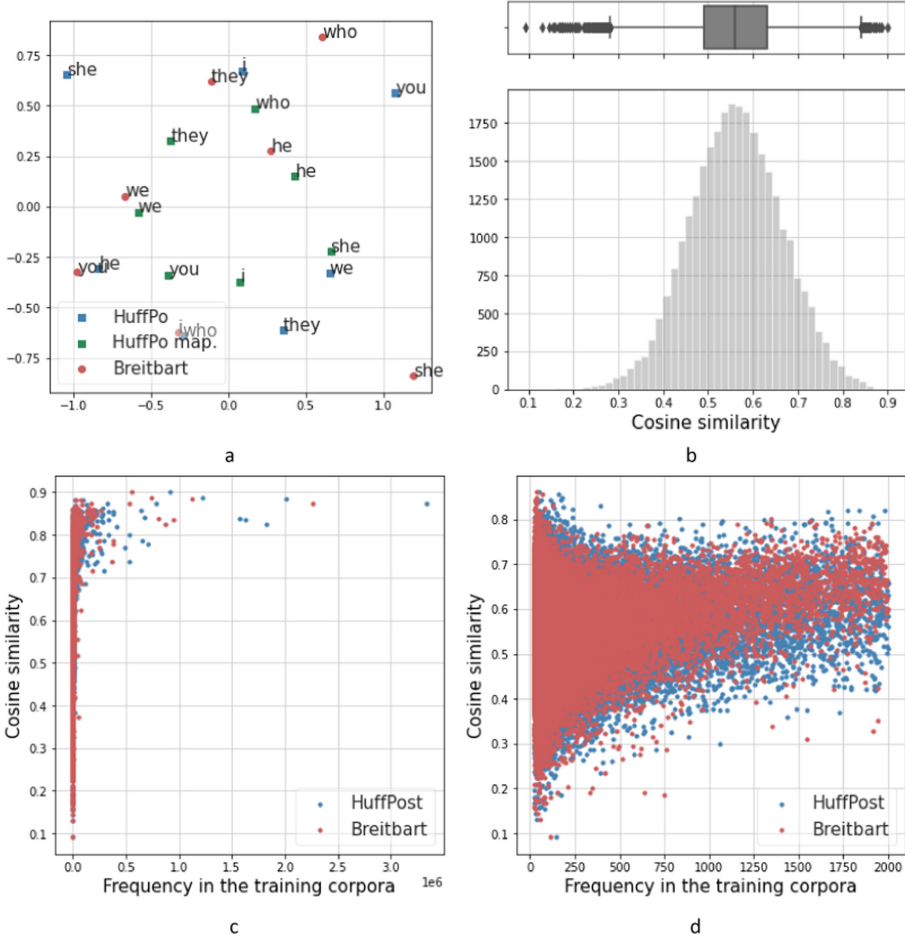 who
she
they
i
you
who
they
he
he
we
we
she
you
he
you
i
we
iwho
they
she
HuffPo
HuffPo map.
Breitbart
0.75
0.50
0.25
0.00
−0.25
−0.50
−0.75
−1.0 −0.5 0.0 0.5 1.0
a
1750
1500
1250
1000
750
500
250
0
0.1 0.2 0.3 0.4 0.5 0.6 0.7 0.8 0.9
Cosine similarity
b
0.9
0.8
0.7
0.6
0.5
0.4
0.3
0.2
0.1
Cosine similarity
HuffPost
Breitbart
0.0 0.5 1.0 1.5 2.0 2.5 3.0
1e6
Frequency in the training corpora
c
0.8
0.7
0.6
0.5
0.4
0.3
0.2
0.1
Cosine similarity
HuffPost
Breitbart
0 250 500 750 1000 1250 1500 1750 2000
Frequency in the training corpora
d